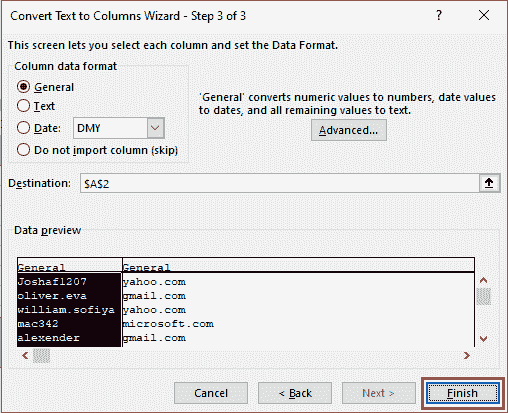 Convert Text to Columns Wizard - Step 3 of 3 ? ×
This screen lets you select each column and set the Data Format.
Column data format
General
Text
Date: DMY
Do not import column (skip)
'General' converts numeric values to numbers, date values
to dates, and all remaining values to text.
Advanced...
Destination: $A$2
Data preview
General General
Joshaf1207 yahoo.com
oliver.eva gmail.com
william.sofiya yahoo.com
mac342 microsoft.com
alexender gmail.com
Cancel < Back Next > Finish